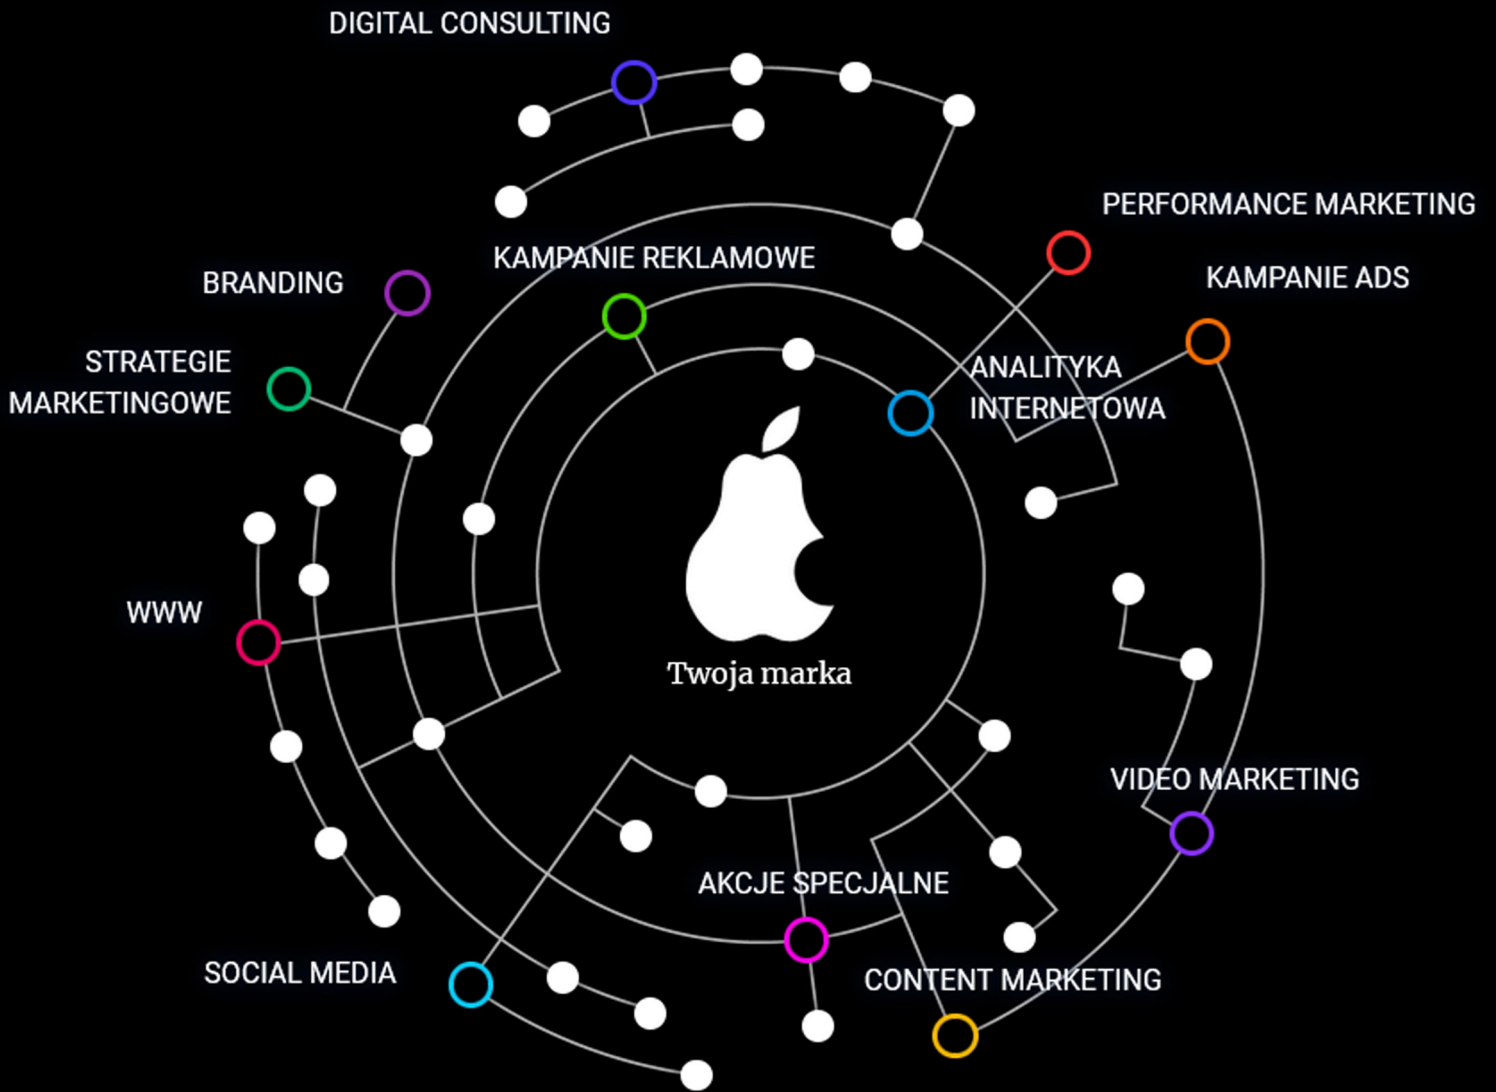 DIGITAL CONSULTING
PERFORMANCE MARKETING
KAMPANIE REKLAMOWE
KAMPANIE ADS
BRANDING
STRATEGIE
MARKETINGOWE
ANALITYKA
INTERNETOWA
WWW
Twoja marka
VIDEO MARKETING
AKCJE SPECJALNE
SOCIAL MEDIA
CONTENT MARKETING